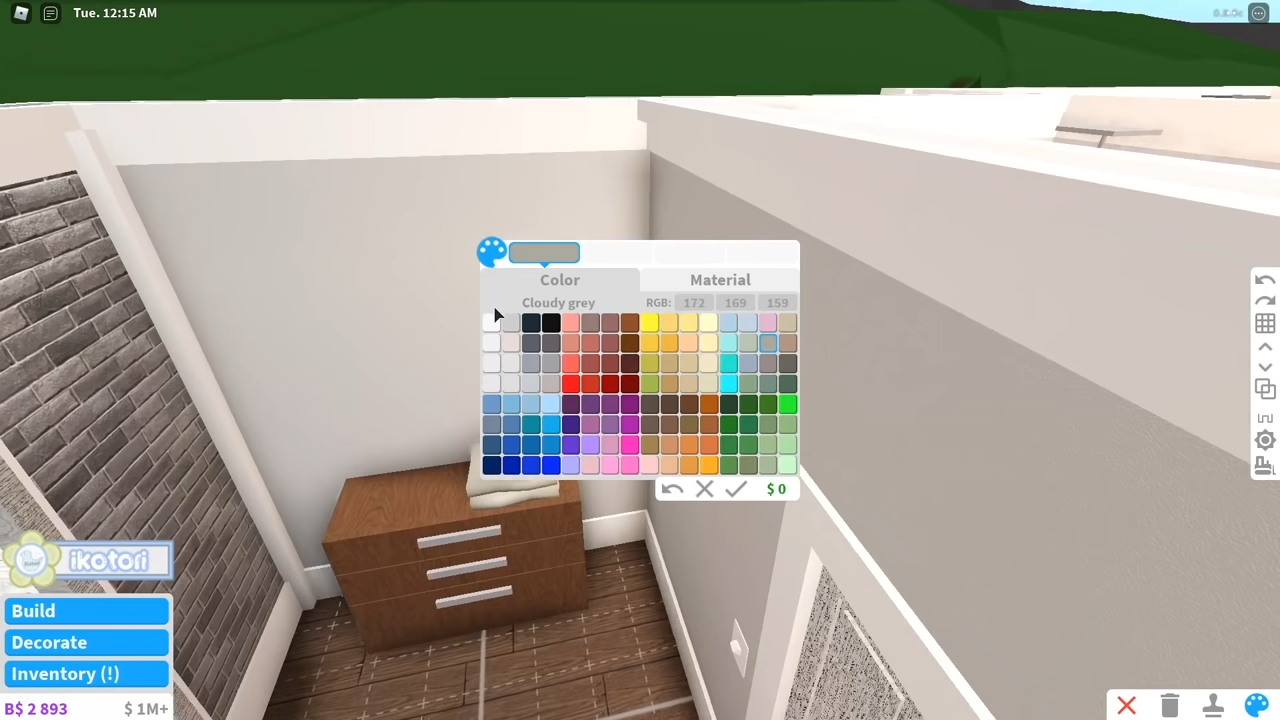 Tue. 12:15 AM
Color
Material
Cloudy grey
RGB: 172 169 159
$ 0
ikotori
Build
Decorate
Inventory (!)
B$ 2 893
$ 1M+